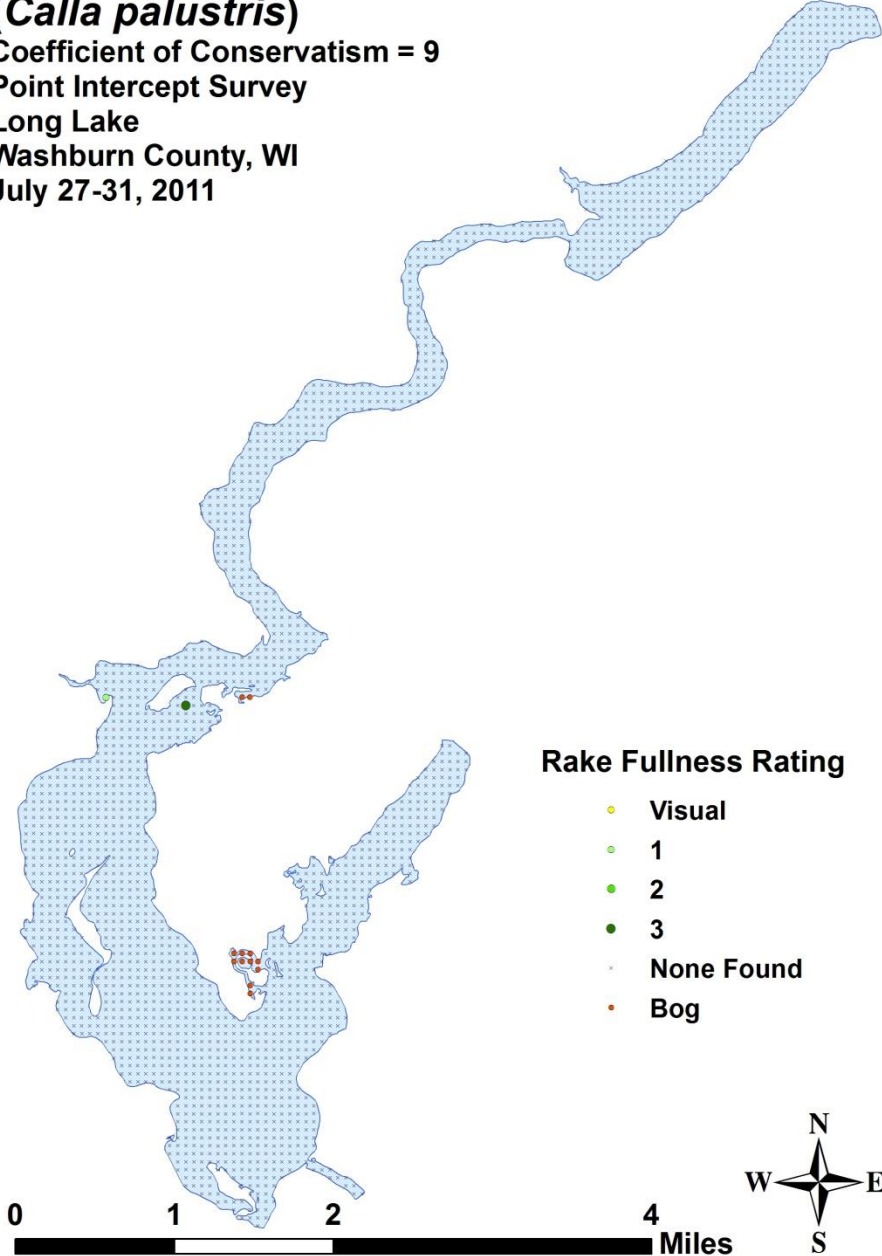 (Calla palustris)
Coefficient of Conservatism = 9
Point Intercept Survey
Long Lake
Washburn County, WI
July 27-31, 2011
Rake Fullness Rating
Visual
1
2
3
None Found
Bog
N
W E
S
0 1 2 4
Miles